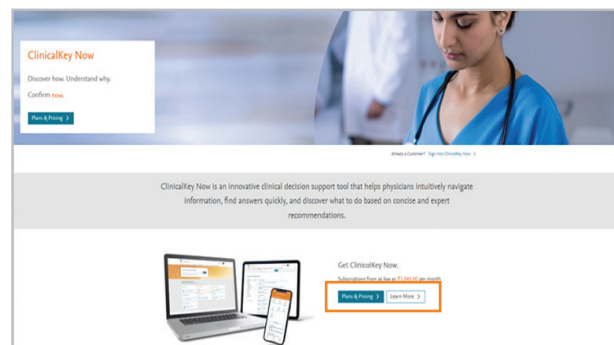 ClinicalKey Now
Discover how. Understand why.
Confirm now.
Plans & Pricing >
Already a Customer? Sign into ClinicalKey Now >
ClinicalKey Now is an innovative clinical decision support tool that helps physicians intuitively navigate
information, find answers quickly, and discover what to do based on concise and expert
recommendations.
Get ClinicalKey Now.
Subscriptions from as low as per month
Plans & Pricing >
Learn More >